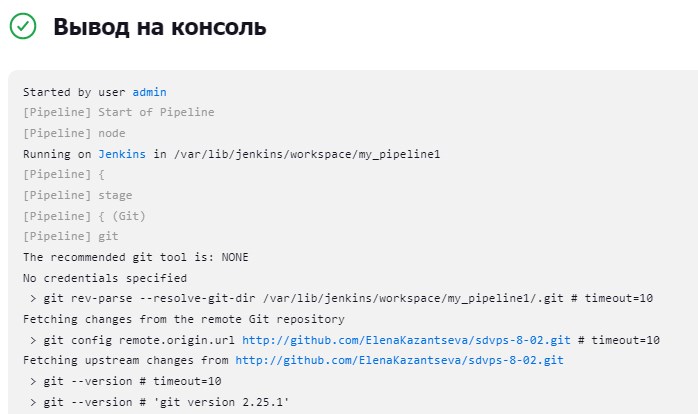 Вывод на консоль
Started by user admin
[Pipeline] Start of Pipeline
[Pipeline] node
Running on Jenkins in /var/lib/jenkins/workspace/my_pipeline1
[Pipeline] {
[Pipeline] stage
[Pipeline] { (Git)
[Pipeline] git
The recommended git tool is: NONE
No credentials specified
 > git rev-parse --resolve-git-dir /var/lib/jenkins/workspace/my_pipeline1/.git # timeout=10
Fetching changes from the remote Git repository
 > git config remote.origin.url http://github.com/ElenaKazantseva/sdvps-8-02.git # timeout=10
Fetching upstream changes from http://github.com/ElenaKazantseva/sdvps-8-02.git
 > git --version # timeout=10
 > git --version # 'git version 2.25.1'